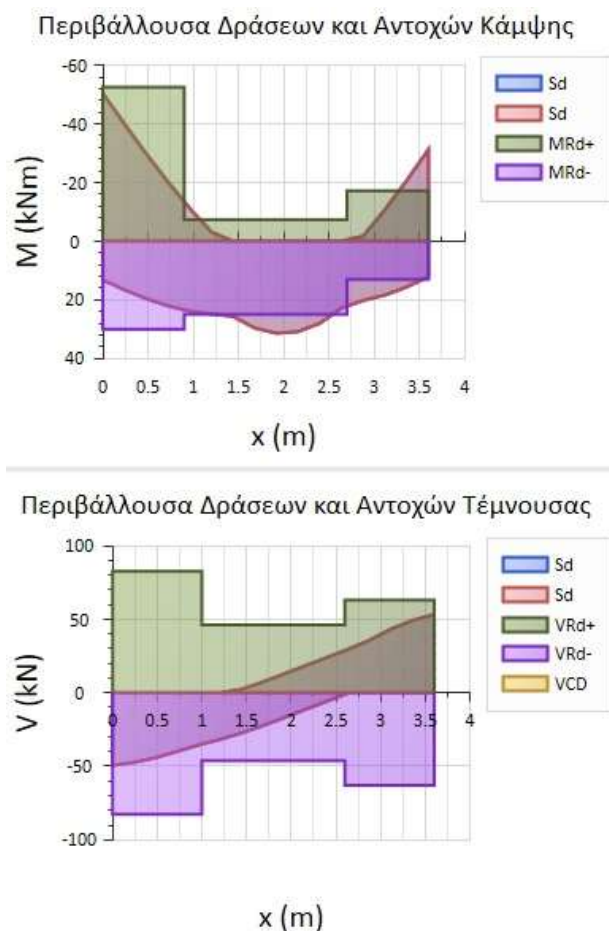 Περιβάλλουσα Δράσεων και Αντοχών Κάμψης
-60
-40
-20
0
20
40
M (kNm)
0 0.5 1 1.5 2 2.5 3 3.5 4
x (m)
Sd
Sd
MRd+
MRd-
Περιβάλλουσα Δράσεων και Αντοχών Τέμνουσας
100
50
0
-50
-100
V (kN)
0 0.5 1 1.5 2 2.5 3 3.5 4
x (m)
Sd
Sd
VRd+
VRd-
VCD